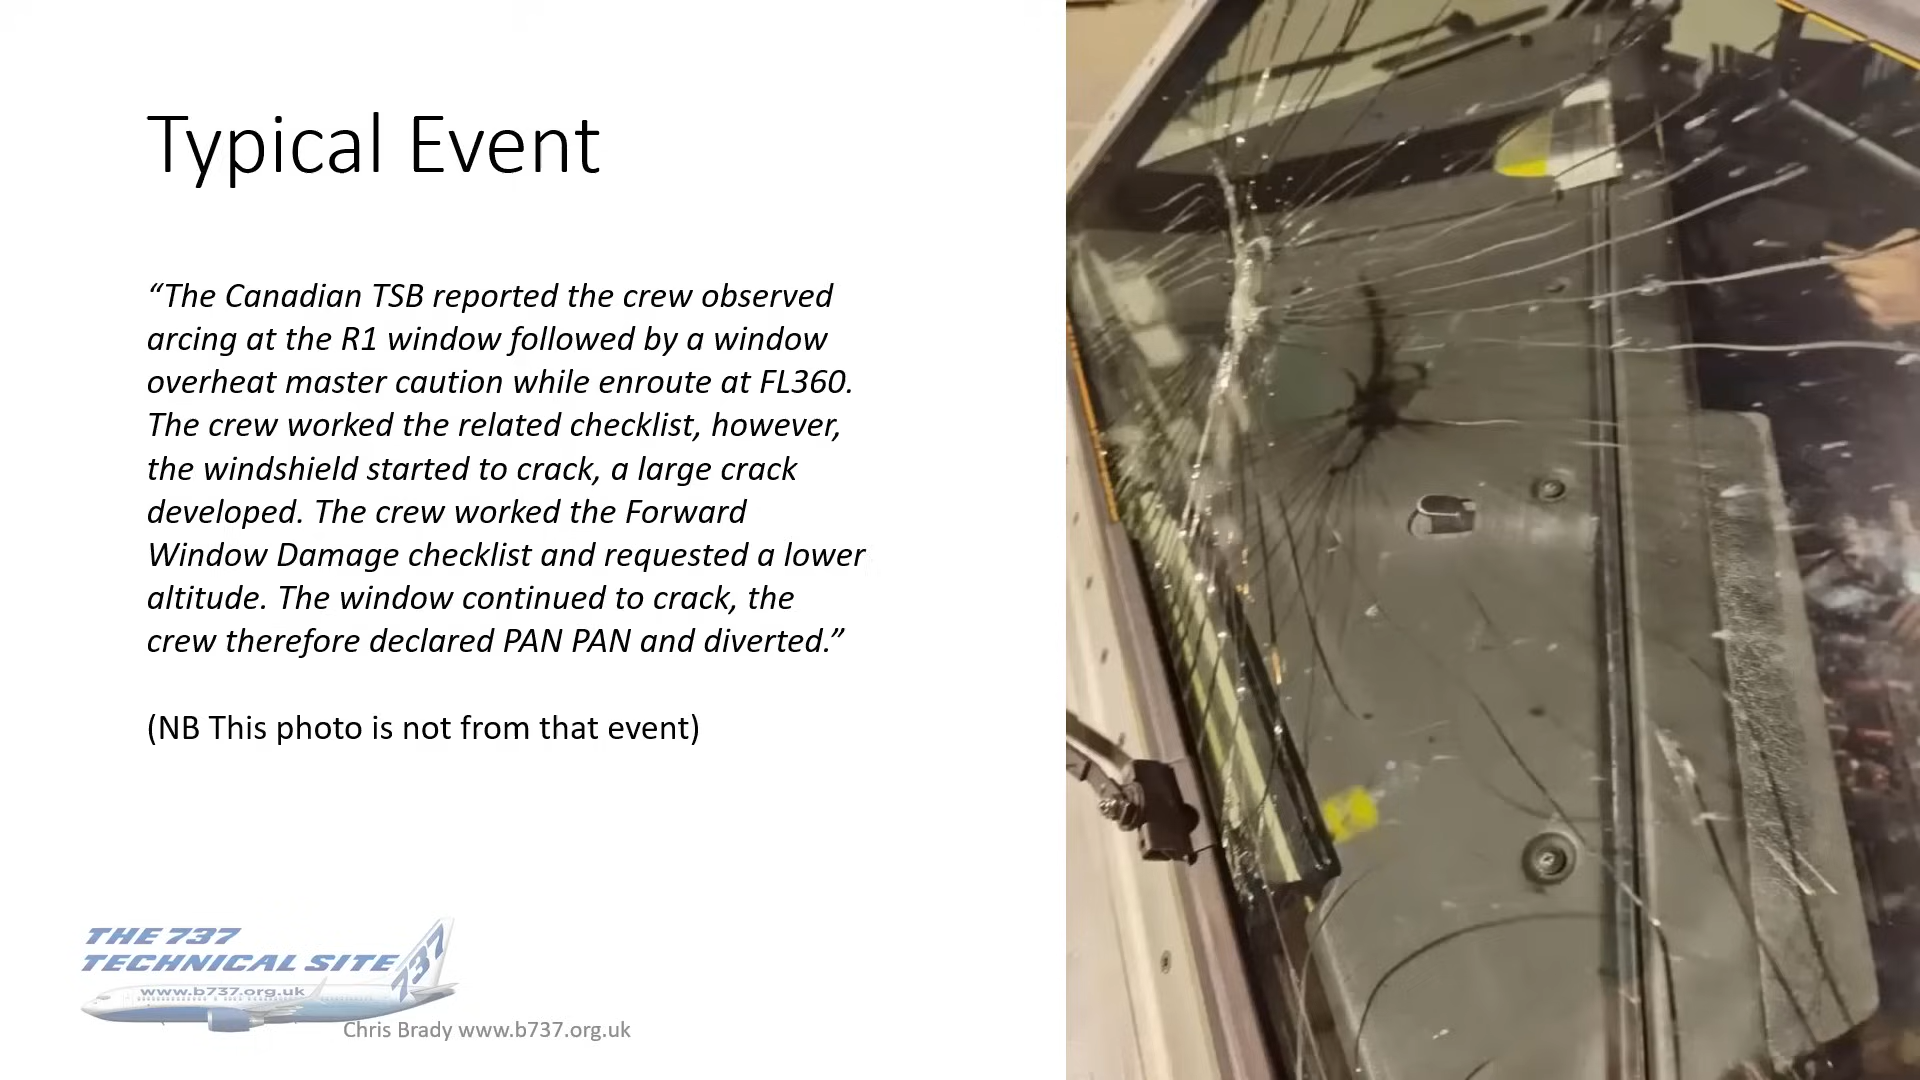 Typical Event
“The Canadian TSB reported the crew observed
arcing at the R1 window followed by a window
overheat master caution while enroute at FL360.
The crew worked the related checklist, however,
the windshield started to crack, a large crack
developed. The crew worked the Forward
Window Damage checklist and requested a lower
altitude. The window continued to crack, the
crew therefore declared PAN PAN and diverted.”
(NB This photo is not from that event)
THE 737
TECHNICAL SITE
737
www.b737.org.uk
Chris Brady www.b737.org.uk